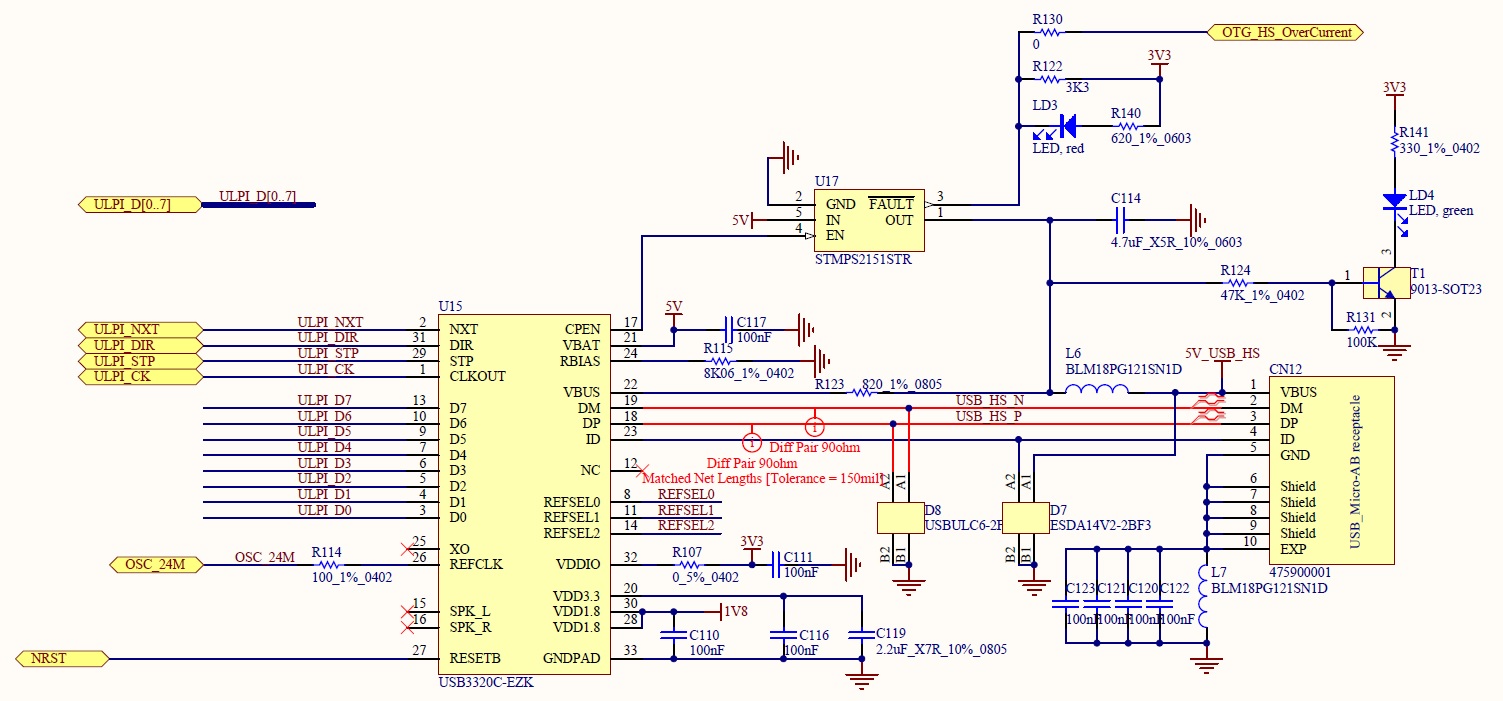 R130
0
OTG_HS_OverCurrent
R122
3K3
3V3
LD3
LED, red
R140
620_1%_0603
3V3
R141
330_1%_0402
LD4
LED, green
U17
2 GND FAULT 3
5V 5 IN OUT 1
4 EN
STMPS2151STR
C114
4.7uF_X5R_10%_0603
ULPI_D[0..7] ULPI_D[0..7]
R124
47K_1%_0402
3
1
2
T1
9013-SOT23
R131
100K
U15
ULPI_NXT ULPI_NXT 2 NXT
ULPI_DIR ULPI_DIR 31 DIR
ULPI_STP ULPI_STP 29 STP
ULPI_CK ULPI_CK 1 CLKOUT
ULPI_D7 13 D7
ULPI_D6 10 D6
ULPI_D5 9 D5
ULPI_D4 7 D4
ULPI_D3 6 D3
ULPI_D2 5 D2
ULPI_D1 4 D1
ULPI_D0 3 D0
25 XO
OSC_24M OSC_24M R114 26 REFCLK
100_1%_0402
15 SPK_L
16 SPK_R
NRST 27 RESETB
CPEN 17
VBAT 21
RBIAS 24
VBUS 22
DM 19
DP 18
ID 23
NC 12
REFSEL0 8 REFSEL0
REFSEL1 11 REFSEL1
REFSEL2 14 REFSEL2
VDDIO 32
VDD3.3 20
VDD1.8 30
VDD1.8 28
GNDPAD 33
USB3320C-EZK
5V
C117
100nF
R115
8K06_1%_0402
R123 820_1%_0805
L6
BLM18PG121SN1D
5V_USB_HS
USB_HS_N
USB_HS_P
i
i
Diff Pair 90ohm
Diff Pair 90ohm
Matched Net Lengths [Tolerance = 150mil]
A2 A1
D8
USBULC6-2F
B2 B1
A2 A1
D7
ESDA14V2-2BF3
B2 B1
R107
0_5%_0402
3V3
C111
100nF
1V8
C110
100nF
C116
100nF
C119
2.2uF_X7R_10%_0805
CN12
1 VBUS
2 DM
3 DP
4 ID
5 GND
6 Shield
7 Shield
8 Shield
9 Shield
10 EXP
USB_Micro-AB receptacle
475900001
C123 C121 C120 C122
100nF 100nF 100nF 100nF
L7
BLM18PG121SN1D